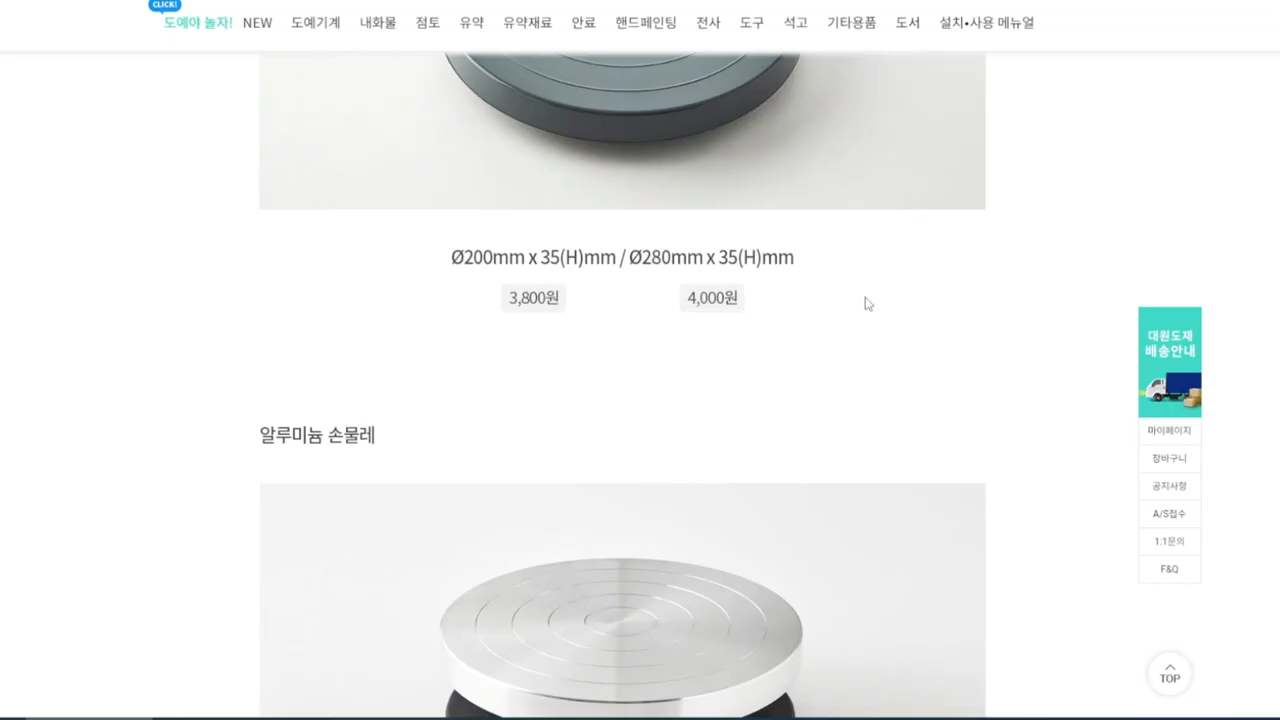 CLICK!
도예야 놀자! NEW 도예기계 내화물 점토 유약 유약재료 안료 핸드페인팅 전사 도구 석고 기타용품 도서 설치•사용 메뉴얼
Ø200mm x 35(H)mm / Ø280mm x 35(H)mm
3,800원 4,000원
알루미늄 손물레
대원도재
배송안내
마이페이지
장바구니
공지사항
A/S접수
1:1문의
F&Q
TOP